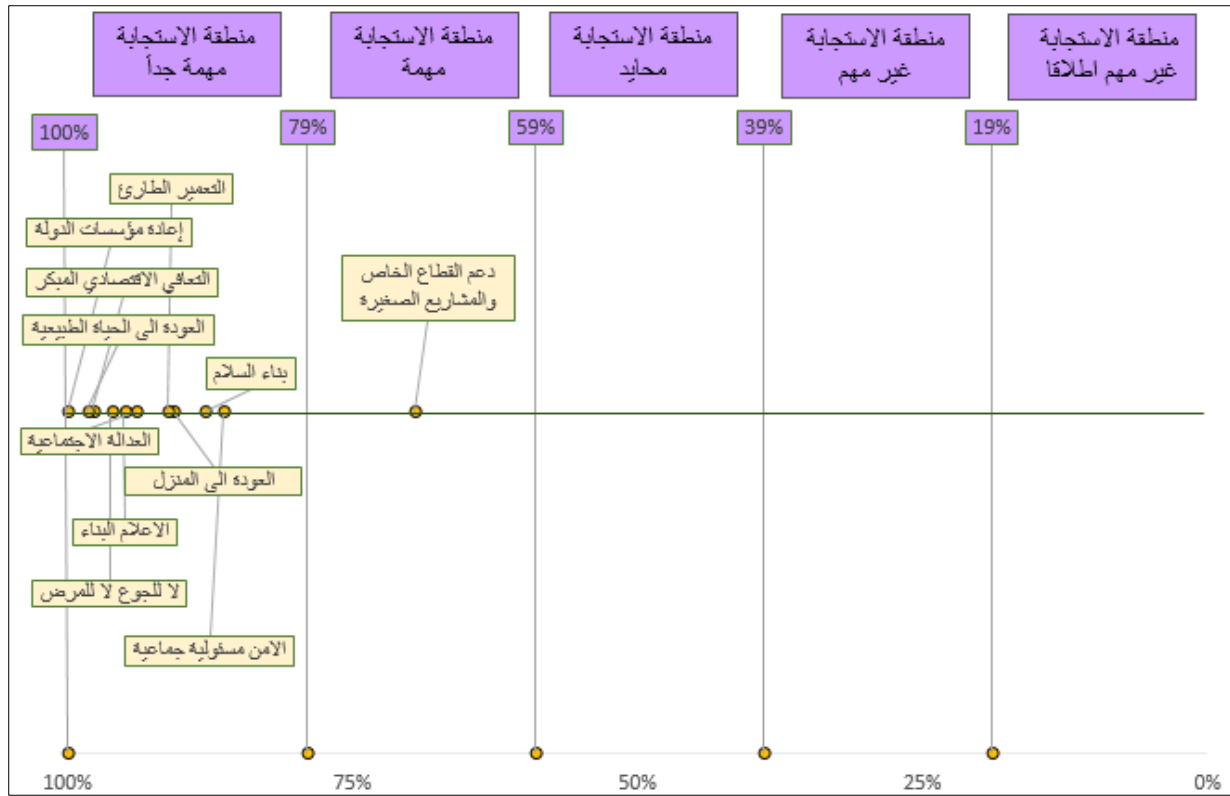 منطقة الاستجابة
مهمة جداً
منطقة الاستجابة
مهمة
منطقة الاستجابة
محايد
منطقة الاستجابة
غير مهم
منطقة الاستجابة
غير مهم اطلاقا
100%
79%
59%
39%
19%
التعمير الطارئ
إعادة مؤسسات الدولة
التعافي الاقتصادي المبكر
العودة الى الحياة الطبيعية
دعم القطاع الخاص
والمشاريع الصغيرة
بناء السلام
العدالة الاجتماعية
العودة الى المنزل
الاعلام البناء
لا للجوع لا للمرض
الامن مسئولية جماعية
100%
75%
50%
25%
0%